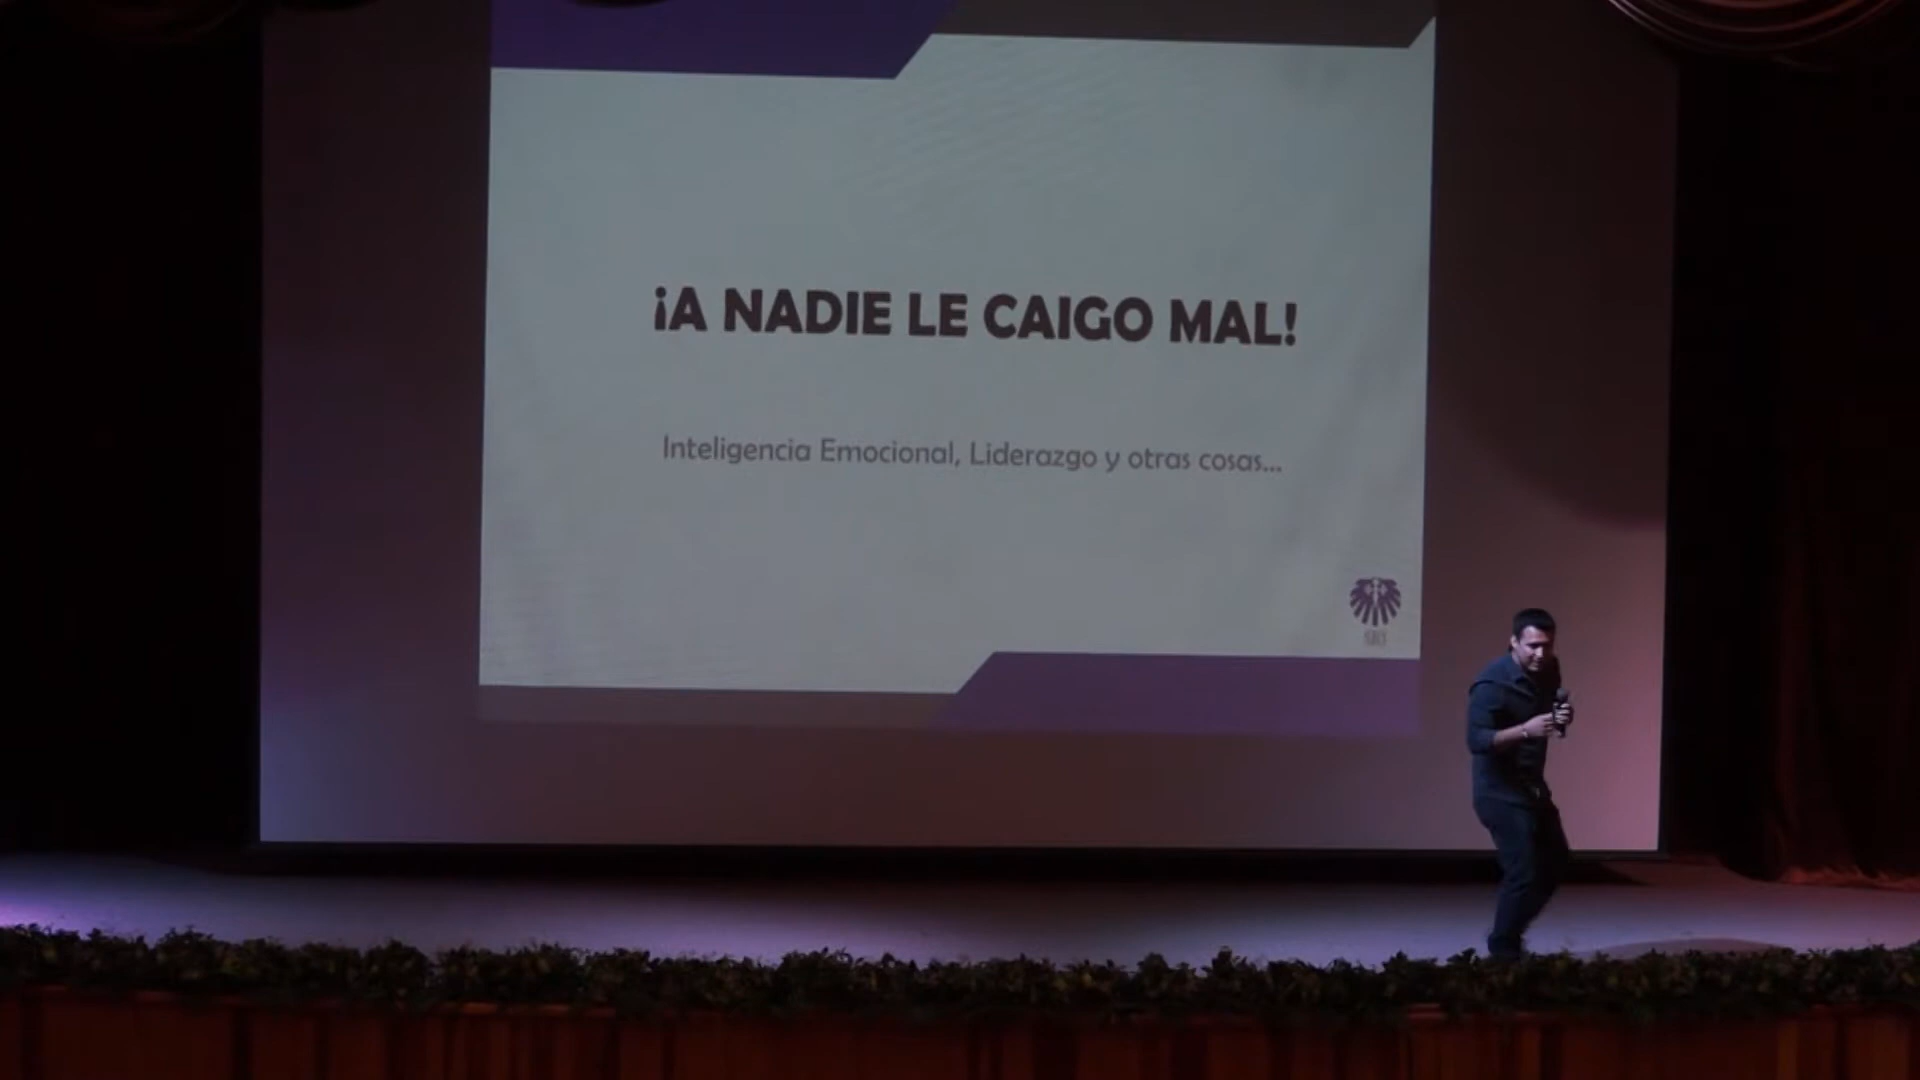 ¡A NADIE LE CAIGO MAL!
Inteligencia Emocional, Liderazgo y otras cosas...